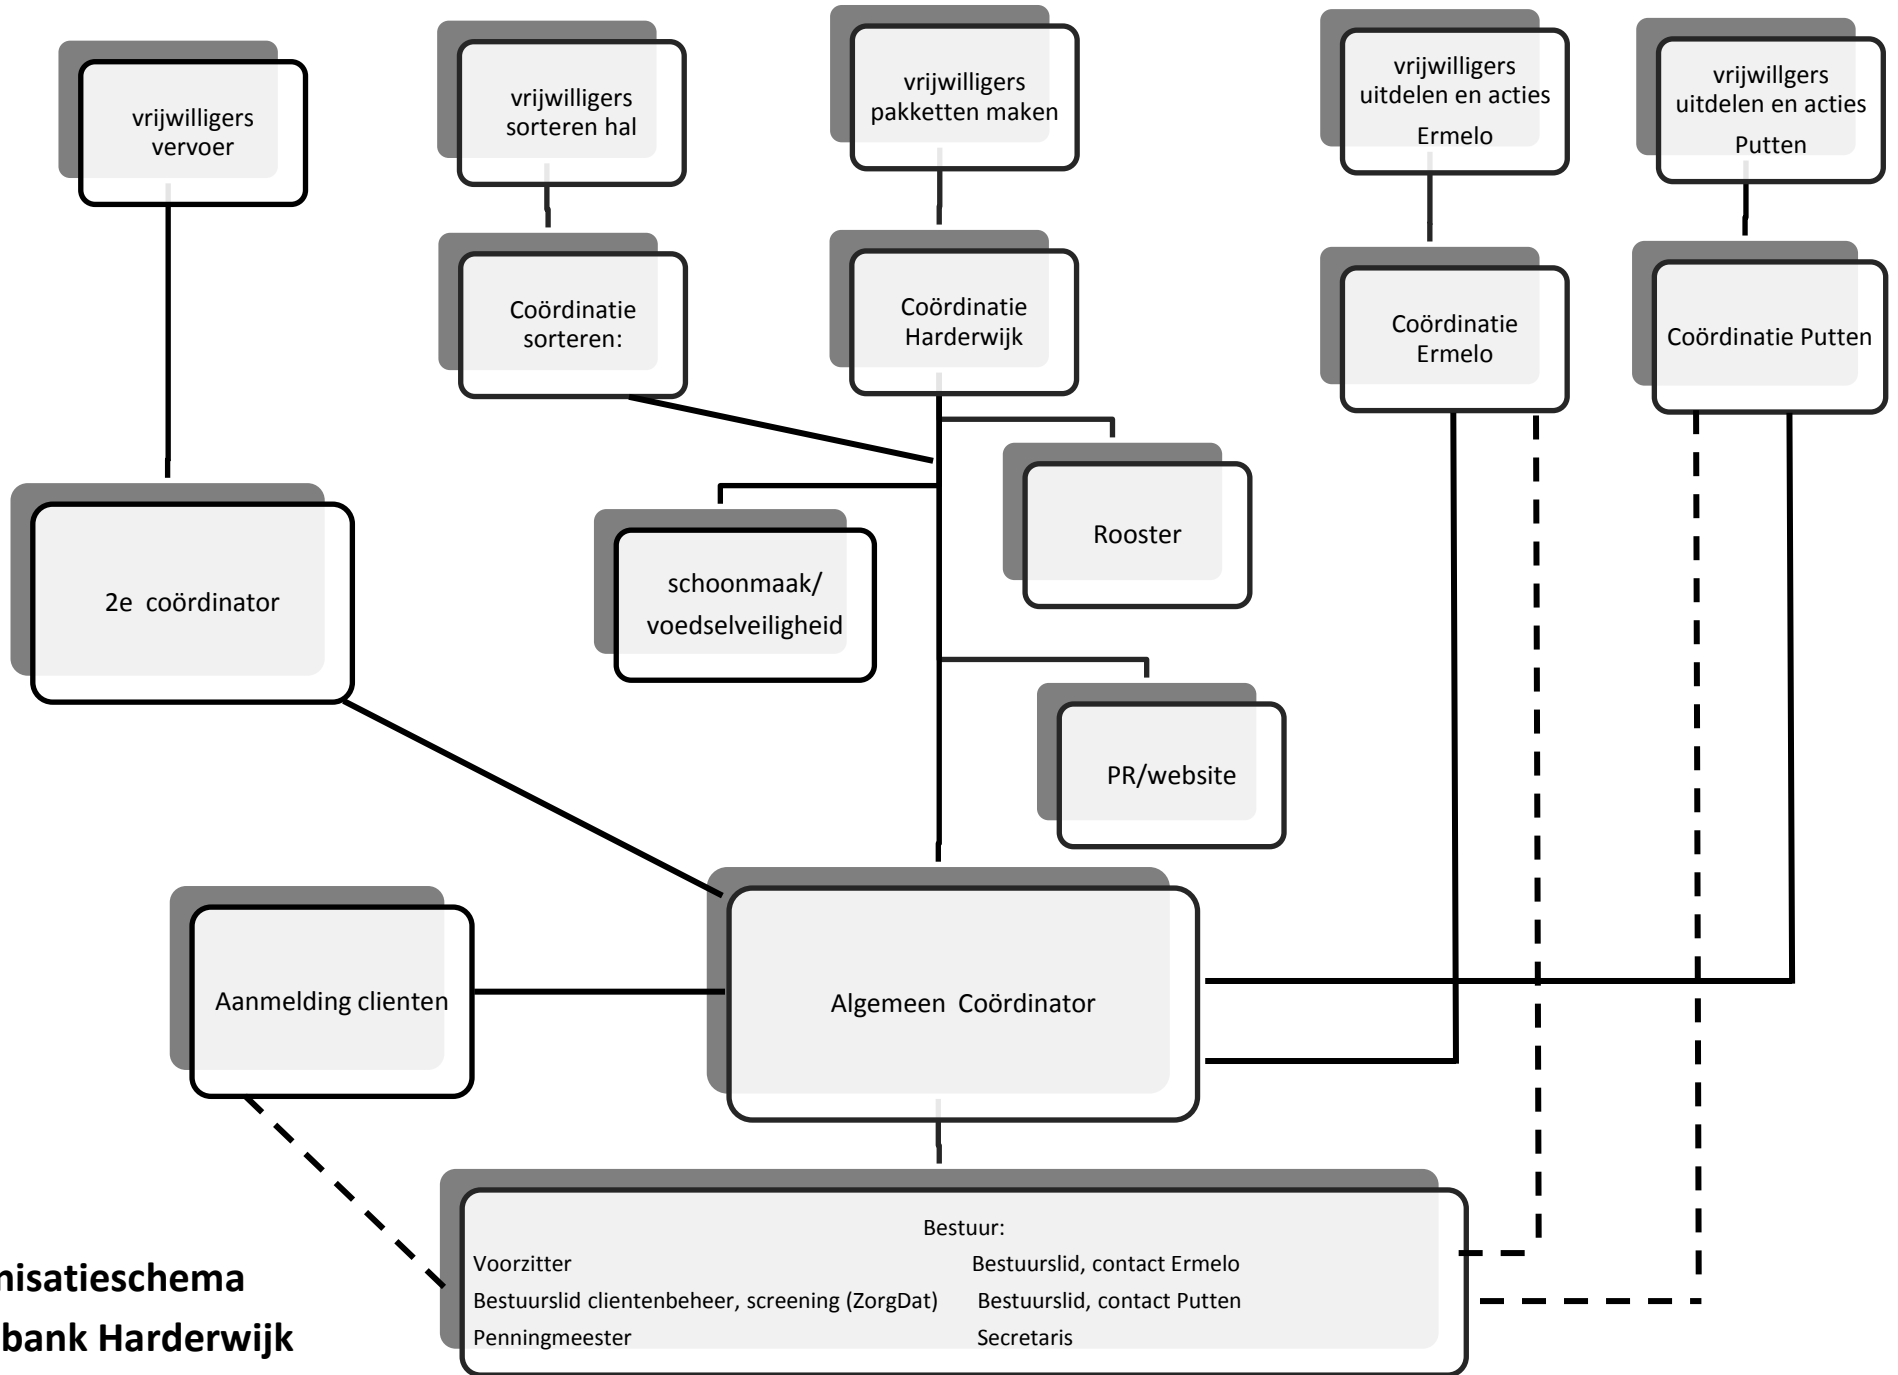 vrijwilligers
vervoer
vrijwilligers
sorteren hal
vrijwilligers
pakketten maken
vrijwilligers
uitdelen en acties
Ermelo
vrijwillgers
uitdelen en acties
Putten
Coördinatie
sorteren:
Coördinatie
Harderwijk
Coördinatie
Ermelo
Coördinatie Putten
2e coördinator
schoonmaak/
voedselveiligheid
Rooster
PR/website
Aanmelding clienten
Algemeen Coördinator
Bestuur:
Voorzitter Bestuurslid, contact Ermelo
Bestuurslid clientenbeheer, screening (ZorgDat) Bestuurslid, contact Putten
Penningmeester Secretaris
nisatieschema
bank Harderwijk